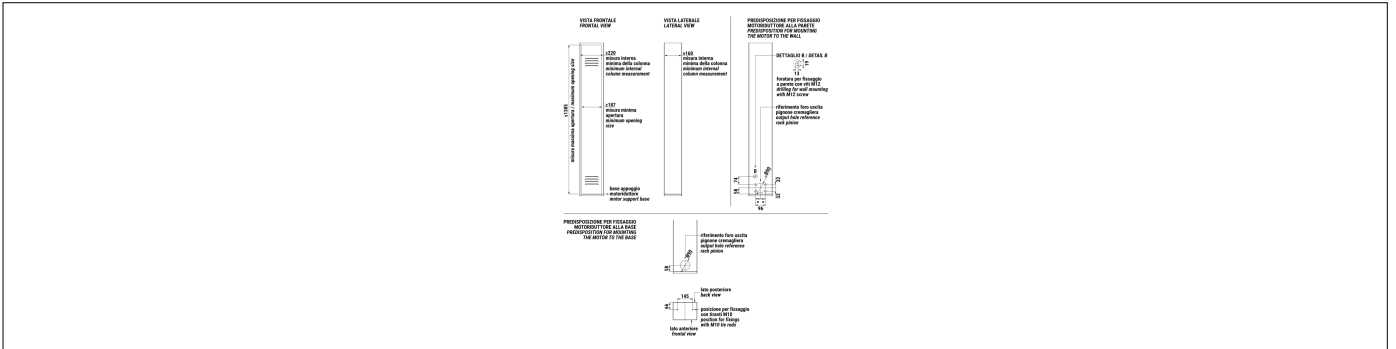 VISTA FRONTALE
FRONTAL VIEW
≥220
misura interna
minima della colonna
minimum internal
column measurement
≥187
misura minima
apertura
minimum opening
size
≤1385
misura massima apertura / maximum opening size
base appoggio
motoriduttore
motor support base
VISTA LATERALE
LATERAL VIEW
≥160
misura interna
minima della colonna
minimum internal
column measurement
PREDISPOSIZIONE PER FISSAGGIO
MOTORIDUTTORE ALLA PARETE
PREDISPOSITION FOR MOUNTING
THE MOTOR TO THE WALL
DETTAGLIO B / DETAIL B
19
13
foratura per fissaggio
a parete con viti M12
drilling for wall mounting
with M12 screw
riferimento foro uscita
pignone cremagliera
output hole reference
rack pinion
B
Ø90
74
58
22
32
96
PREDISPOSIZIONE PER FISSAGGIO
MOTORIDUTTORE ALLA BASE
PREDISPOSITION FOR MOUNTING
THE MOTOR TO THE BASE
riferimento foro uscita
pignone cremagliera
output hole reference
rack pinion
Ø90
58
lato posteriore
back view
145
66
posizione per fissaggio
con tiranti M10
position for fixings
with M10 tie rods
lato anteriore
frontal view